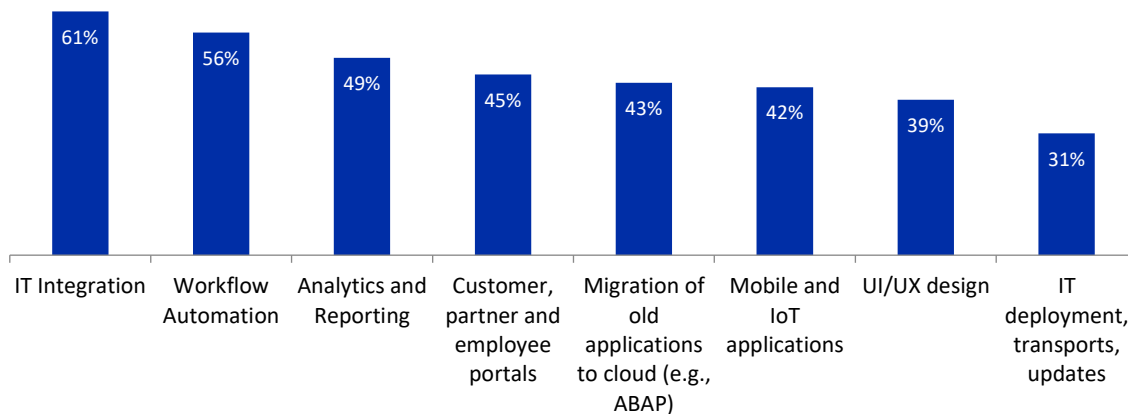 61%
56%
49%
45%
43%
42%
39%
31%
IT Integration
Workflow
Automation
Analytics and
Reporting
Customer,
partner and
employee
portals
Migration of
old
applications
to cloud (e.g.,
ABAP)
Mobile and
IoT
applications
UI/UX design
IT
deployment,
transports,
updates